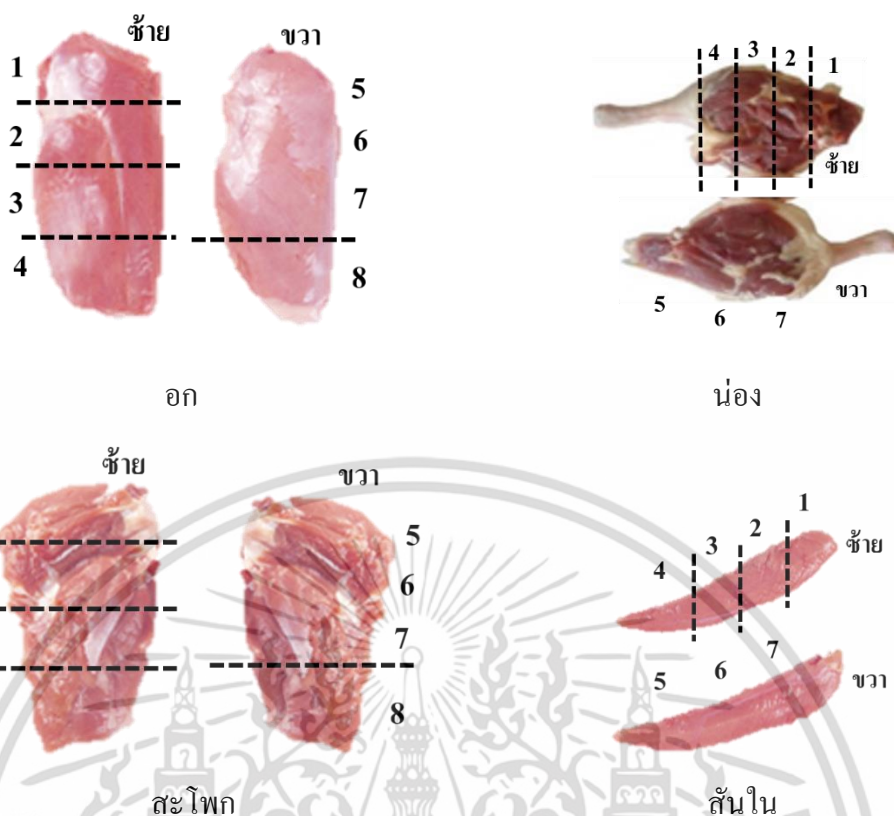 ซ้าย
ขวา
1
2
3
4
5
6
7
8
อก
4 3 2 1
ซ้าย
ขวา
5 6 7
น่อง
ซ้าย
ขวา
5
6
7
8
สะโพก
4 3 2 1
ซ้าย
5 6 7
ขวา
สันใน